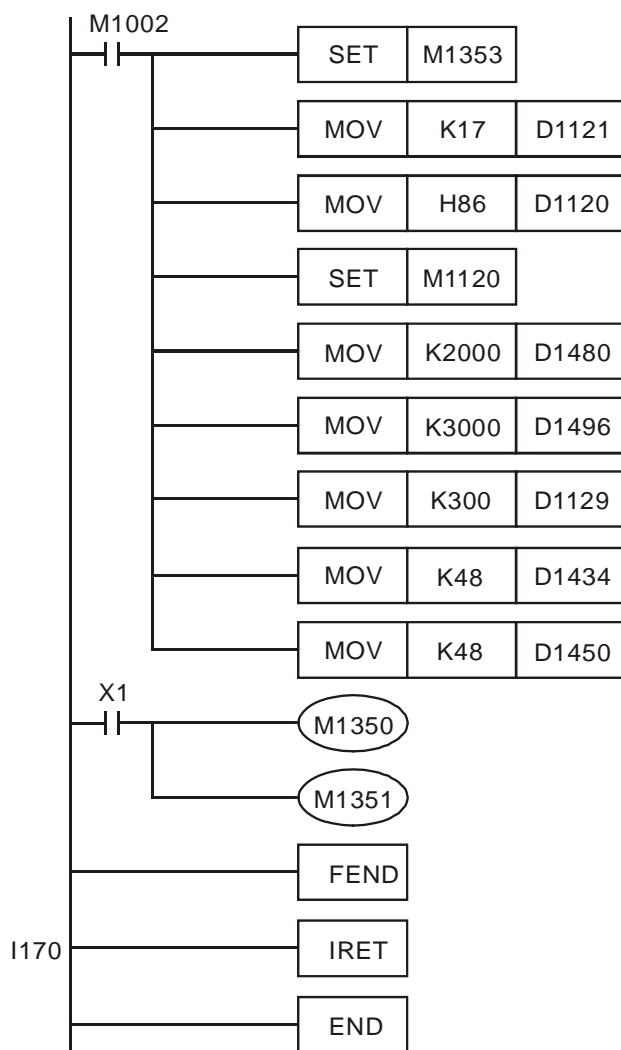 M1002
SET M1353
MOV K17 D1121
MOV H86 D1120
SET M1120
MOV K2000 D1480
MOV K3000 D1496
MOV K300 D1129
MOV K48 D1434
MOV K48 D1450
X1
M1350
M1351
FEND
I170 IRET
END